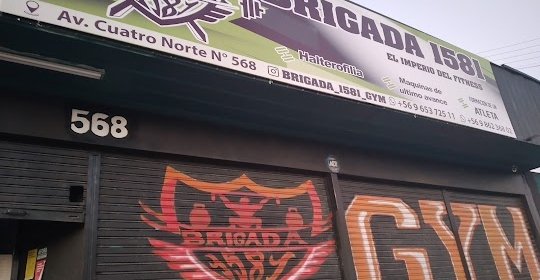 BRIGADA 1581
EL IMPERIO DEL FITNESS
Av. Cuatro Norte N° 568
Halterofilia
Maquinas de
ultimo avance
ATLETA
BRIGADA_1581_GYM
568
BRIGADA
1581
GYM